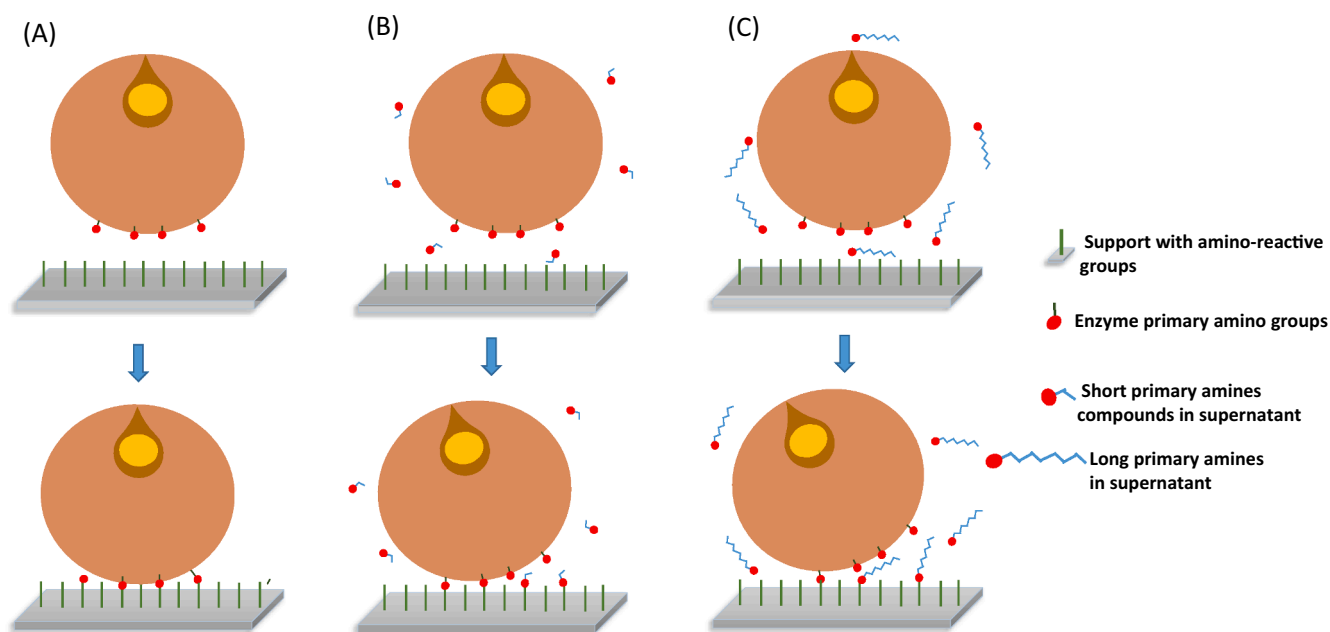 (A)
(B)
(C)
Support with amino-reactive
groups
Enzyme primary amino groups
Short primary amines
compounds in supernatant
Long primary amines
in supernatant